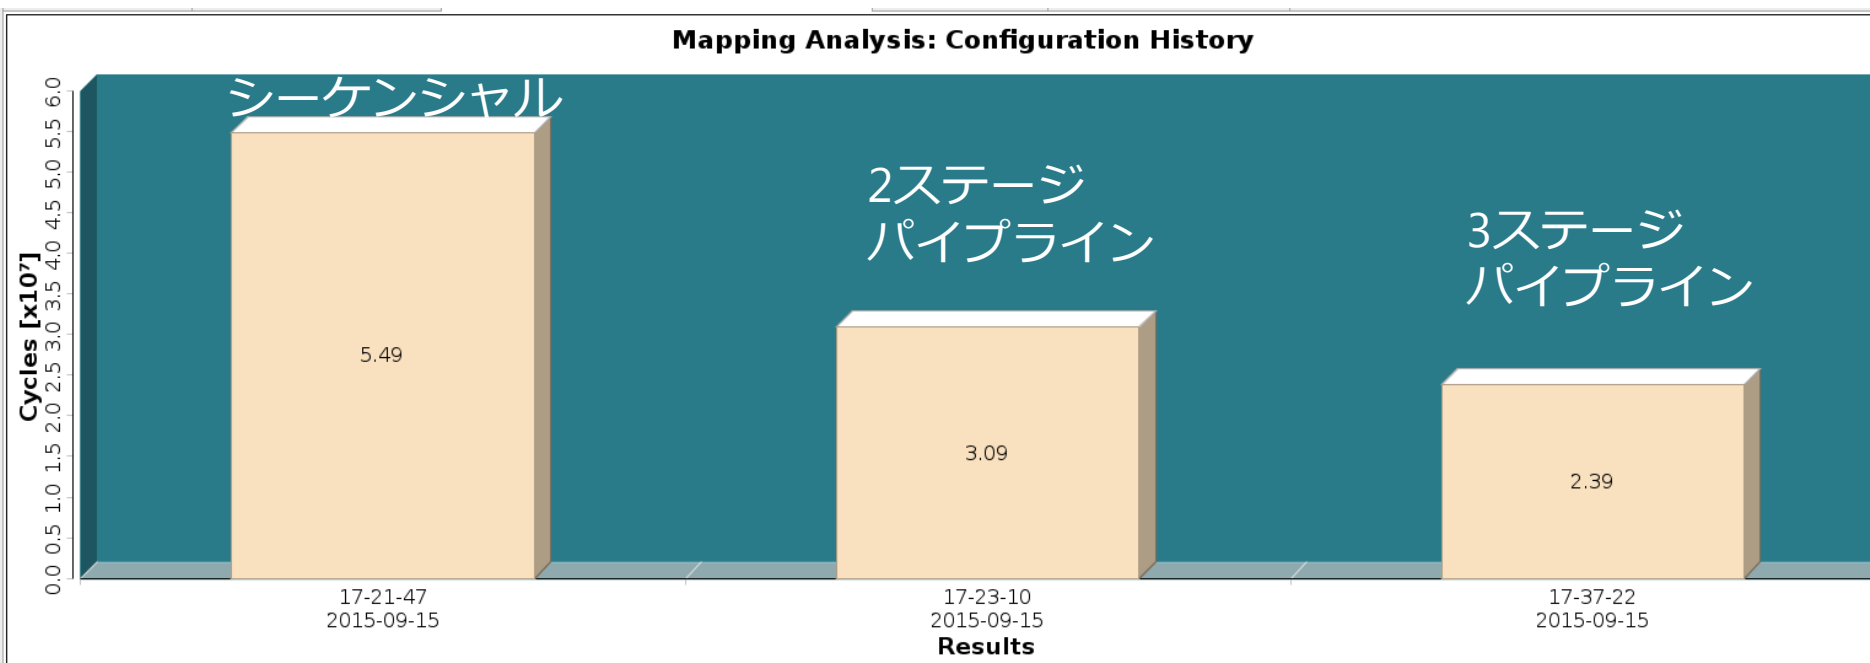 Mapping Analysis: Configuration History
Cycles [x10⁷]
6.0
5.5
5.0
4.5
4.0
3.5
3.0
2.5
2.0
1.5
1.0
0.5
0.0
シーケンシャル
5.49
2ステージ
パイプライン
3.09
3ステージ
パイプライン
2.39
17-21-47
2015-09-15
17-23-10
2015-09-15
17-37-22
2015-09-15
Results